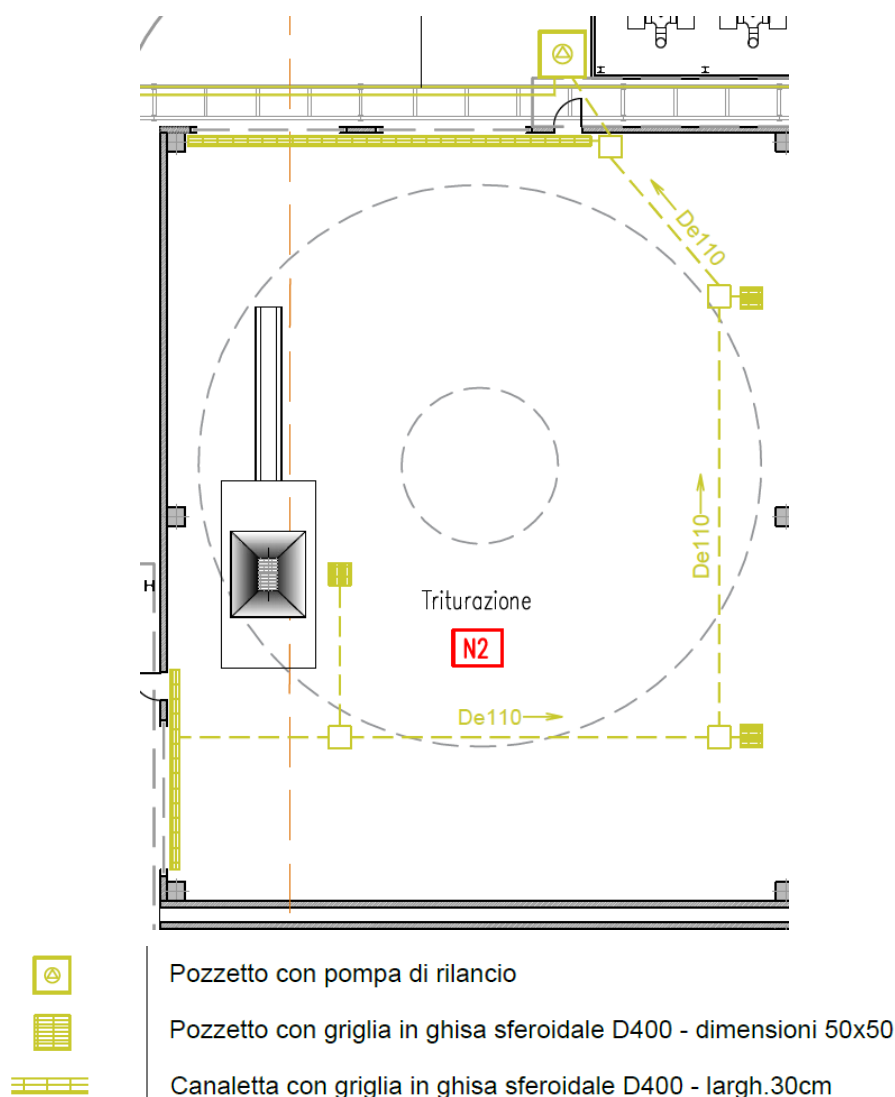 De110
De110
Triturazione
N2
De110
Pozzetto con pompa di rilancio
Pozzetto con griglia in ghisa sferoidale D400 - dimensioni 50x50
Canaletta con griglia in ghisa sferoidale D400 - largh.30cm